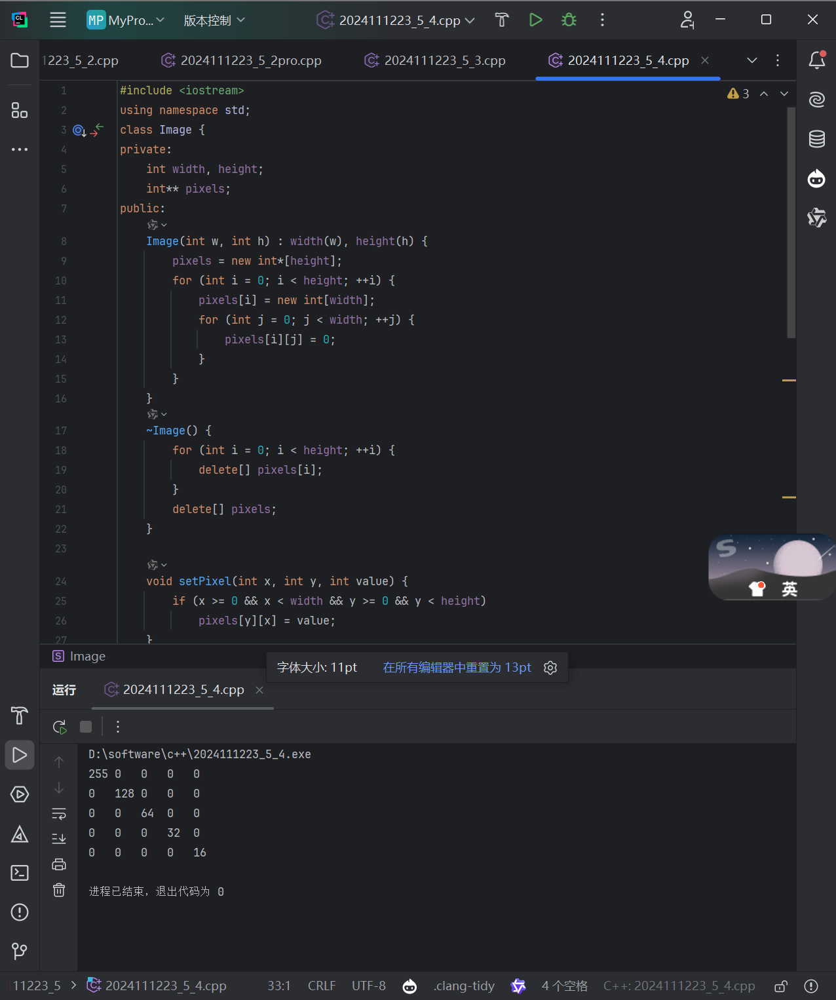 MP MyPro... 版本控制 2024111223_5_4.cpp
1223_5_2.cpp 2024111223_5_2pro.cpp 2024111223_5_3.cpp 2024111223_5_4.cpp
3
1 #include <iostream>
2 using namespace std;
3 class Image {
4 private:
5 int width, height;
6 int** pixels;
7 public:
8 Image(int w, int h) : width(w), height(h) {
9 pixels = new int*[height];
10 for (int i = 0; i < height; ++i) {
11 pixels[i] = new int[width];
12 for (int j = 0; j < width; ++j) {
13 pixels[i][j] = 0;
14 }
15 }
16 }
17 ~Image() {
18 for (int i = 0; i < height; ++i) {
19 delete[] pixels[i];
20 }
21 delete[] pixels;
22 }
23
24 void setPixel(int x, int y, int value) {
25 if (x >= 0 && x < width && y >= 0 && y < height)
26 pixels[y][x] = value;
27 }
英
S Image
字体大小: 11pt 在所有编辑器中重置为 13pt
运行 2024111223_5_4.cpp
D:\software\c++\2024111223_5_4.exe
255 0 0 0 0
0 128 0 0 0
0 0 64 0 0
0 0 0 32 0
0 0 0 0 16
进程已结束，退出代码为 0
11223_5 > 2024111223_5_4.cpp 33:1 CRLF UTF-8 .clang-tidy 4 个空格 C++: 2024111223_5_4.cpp